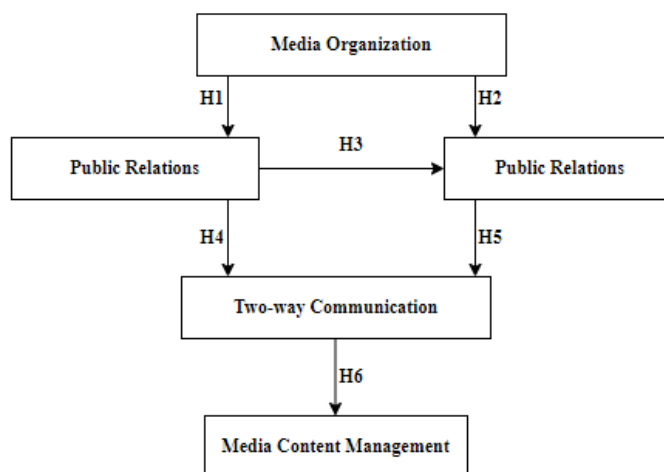 Media Organization
H1
H2
Public Relations
H3
Public Relations
H4
H5
Two-way Communication
H6
Media Content Management